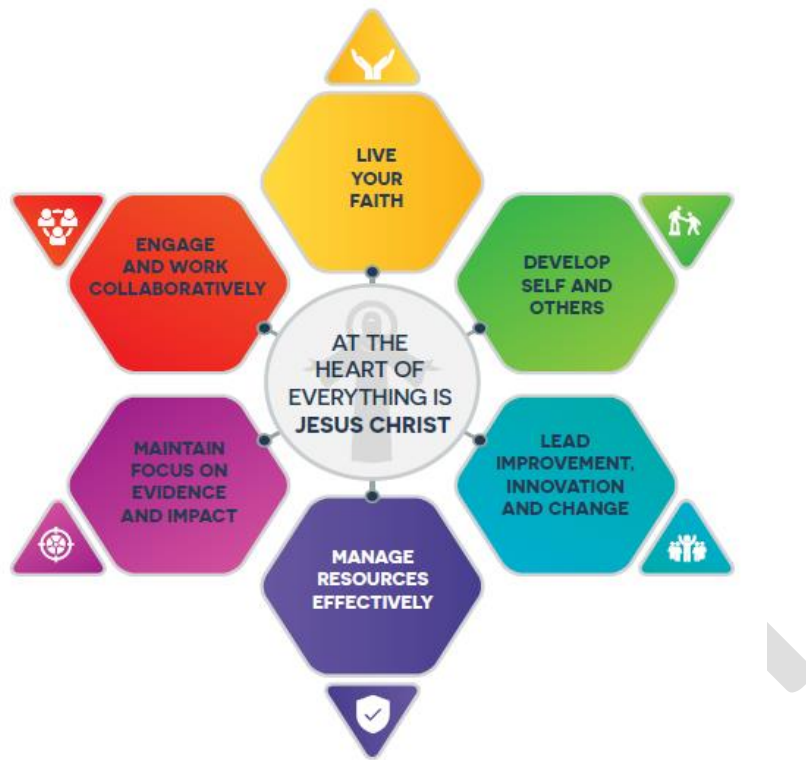 LIVE
YOUR
FAITH
ENGAGE
AND WORK
COLLABORATIVELY
DEVELOP
SELF AND
OTHERS
AT THE
HEART OF
EVERYTHING IS
JESUS CHRIST
MAINTAIN
FOCUS ON
EVIDENCE
AND IMPACT
LEAD
IMPROVEMENT,
INNOVATION
AND CHANGE
MANAGE
RESOURCES
EFFECTIVELY